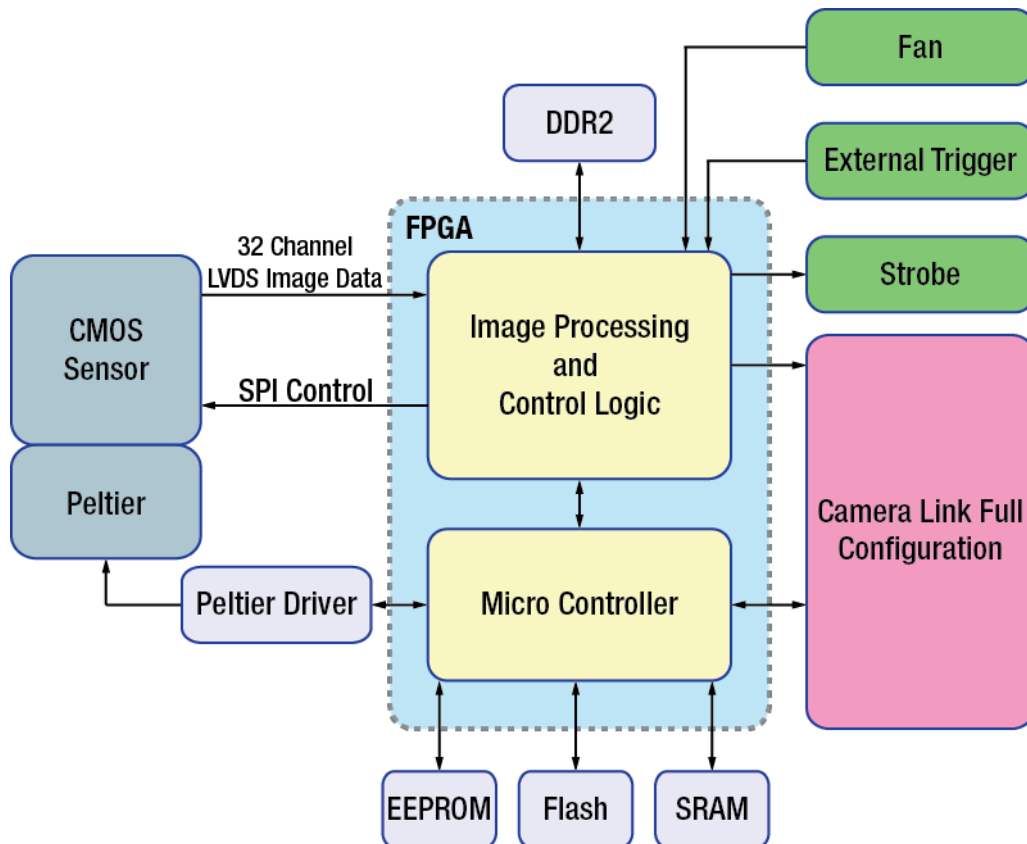 Fan
DDR2
External Trigger
FPGA
32 Channel
LVDS Image Data
Strobe
CMOS
Sensor
Image Processing
and
Control Logic
SPI Control
Peltier
Camera Link Full
Configuration
Peltier Driver
Micro Controller
EEPROM
Flash
SRAM